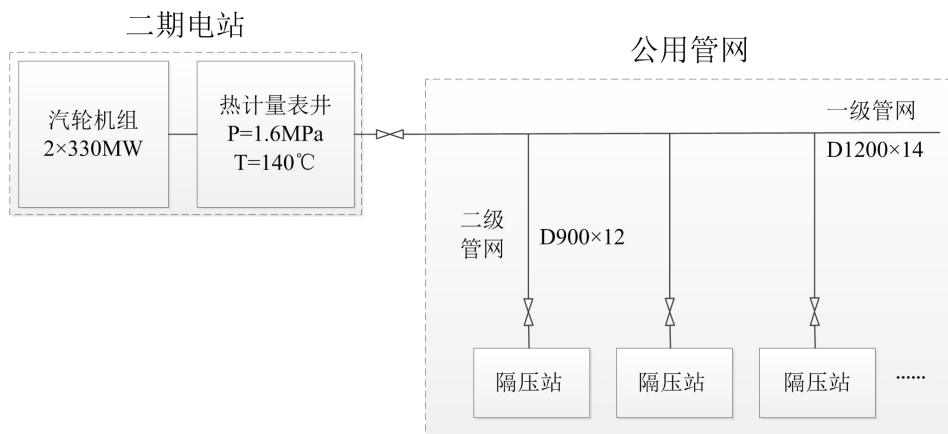 二期电站
公用管网
汽轮机组
2×330MW
热计量表井
P=1.6MPa
T=140℃
一级管网
D1200×14
二级
管网
D900×12
隔压站
隔压站
隔压站
······